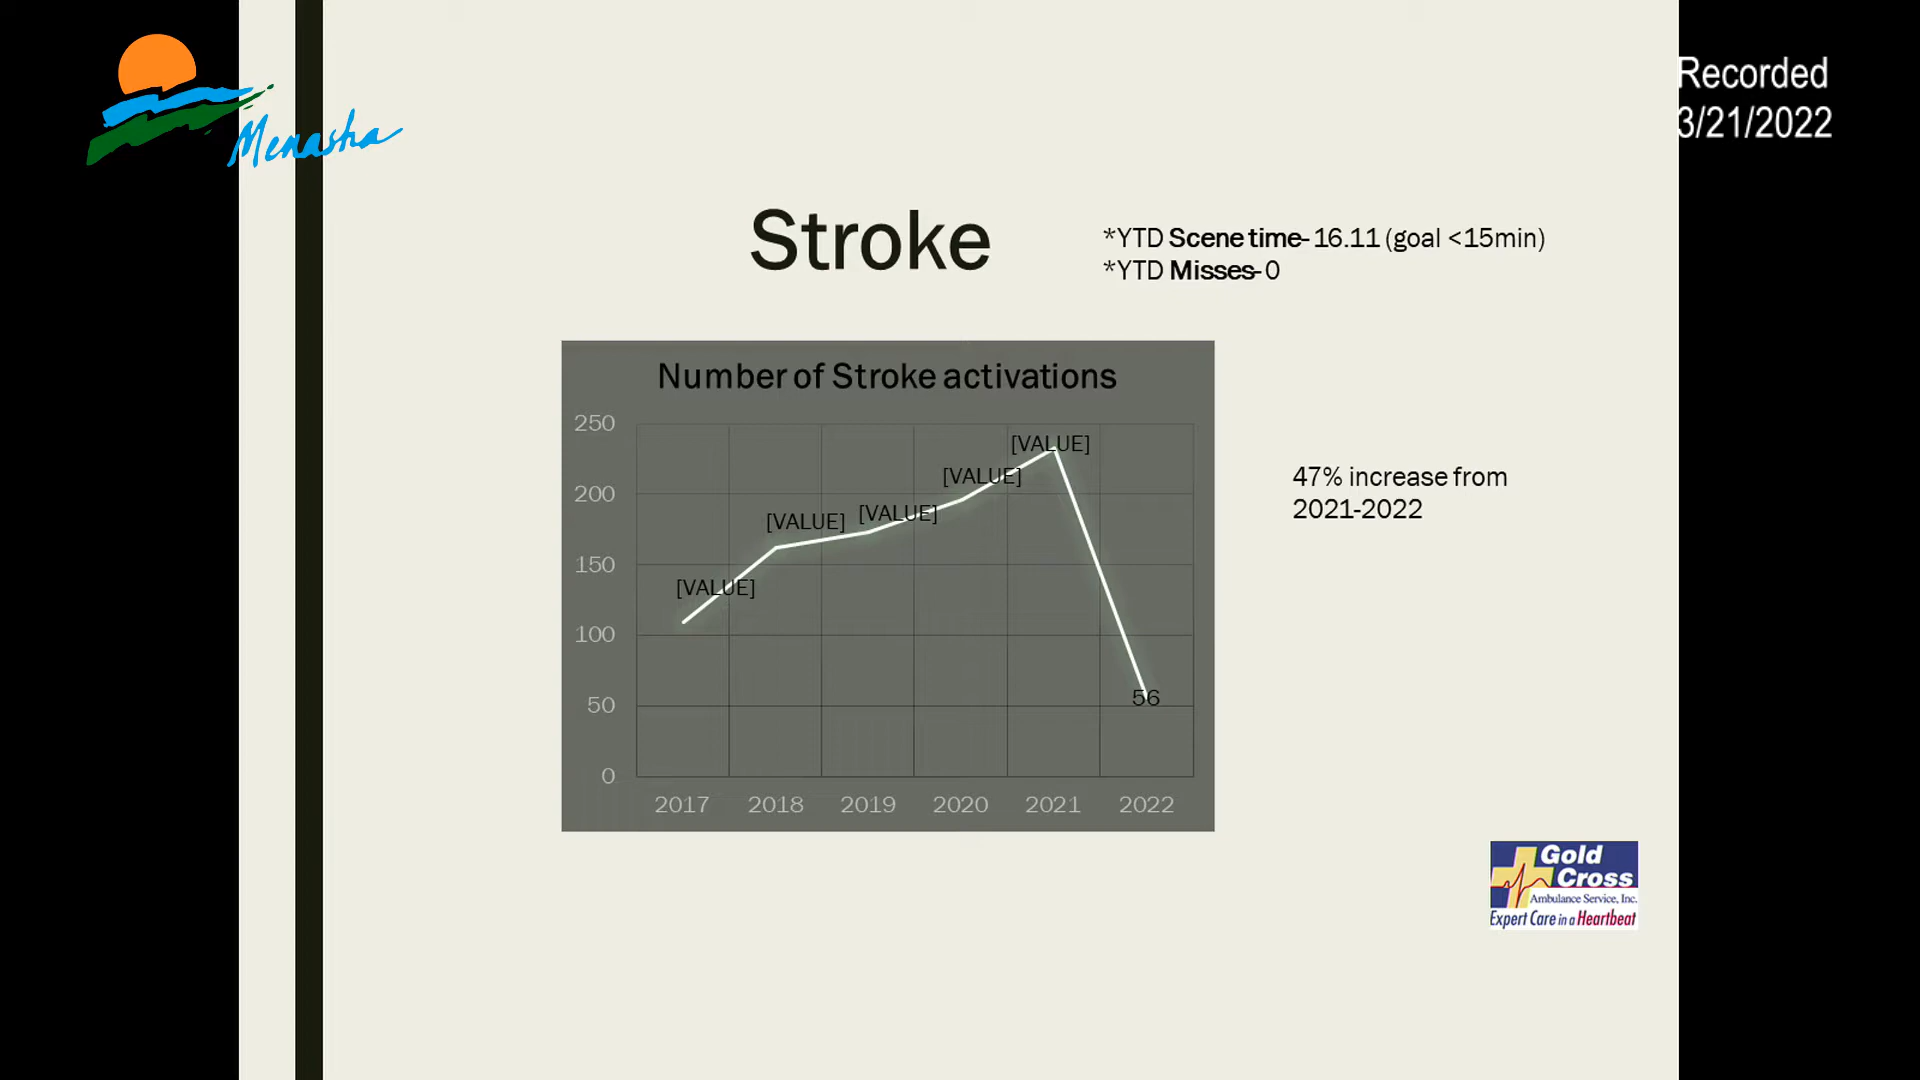 Menasha
Recorded
3/21/2022
Stroke
*YTD Scene time- 16.11 (goal <15min)
*YTD Misses- 0
Number of Stroke activations
250
200
150
100
50
0
[VALUE]
[VALUE]
[VALUE]
[VALUE]
[VALUE]
56
2017 2018 2019 2020 2021 2022
47% increase from
2021-2022
Gold
Cross
Ambulance Service, Inc.
Expert Care in a Heartbeat